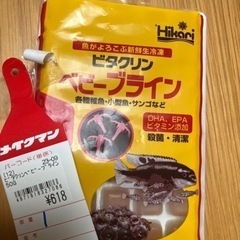 Hikari
魚がよろこぶ新鮮生冷凍
ビタクリン
ベビーブライン
各種稚魚・小型魚・サンゴなど
DHA、EPA
ビタミン添加
殺菌・清潔
メイクマン
¥618